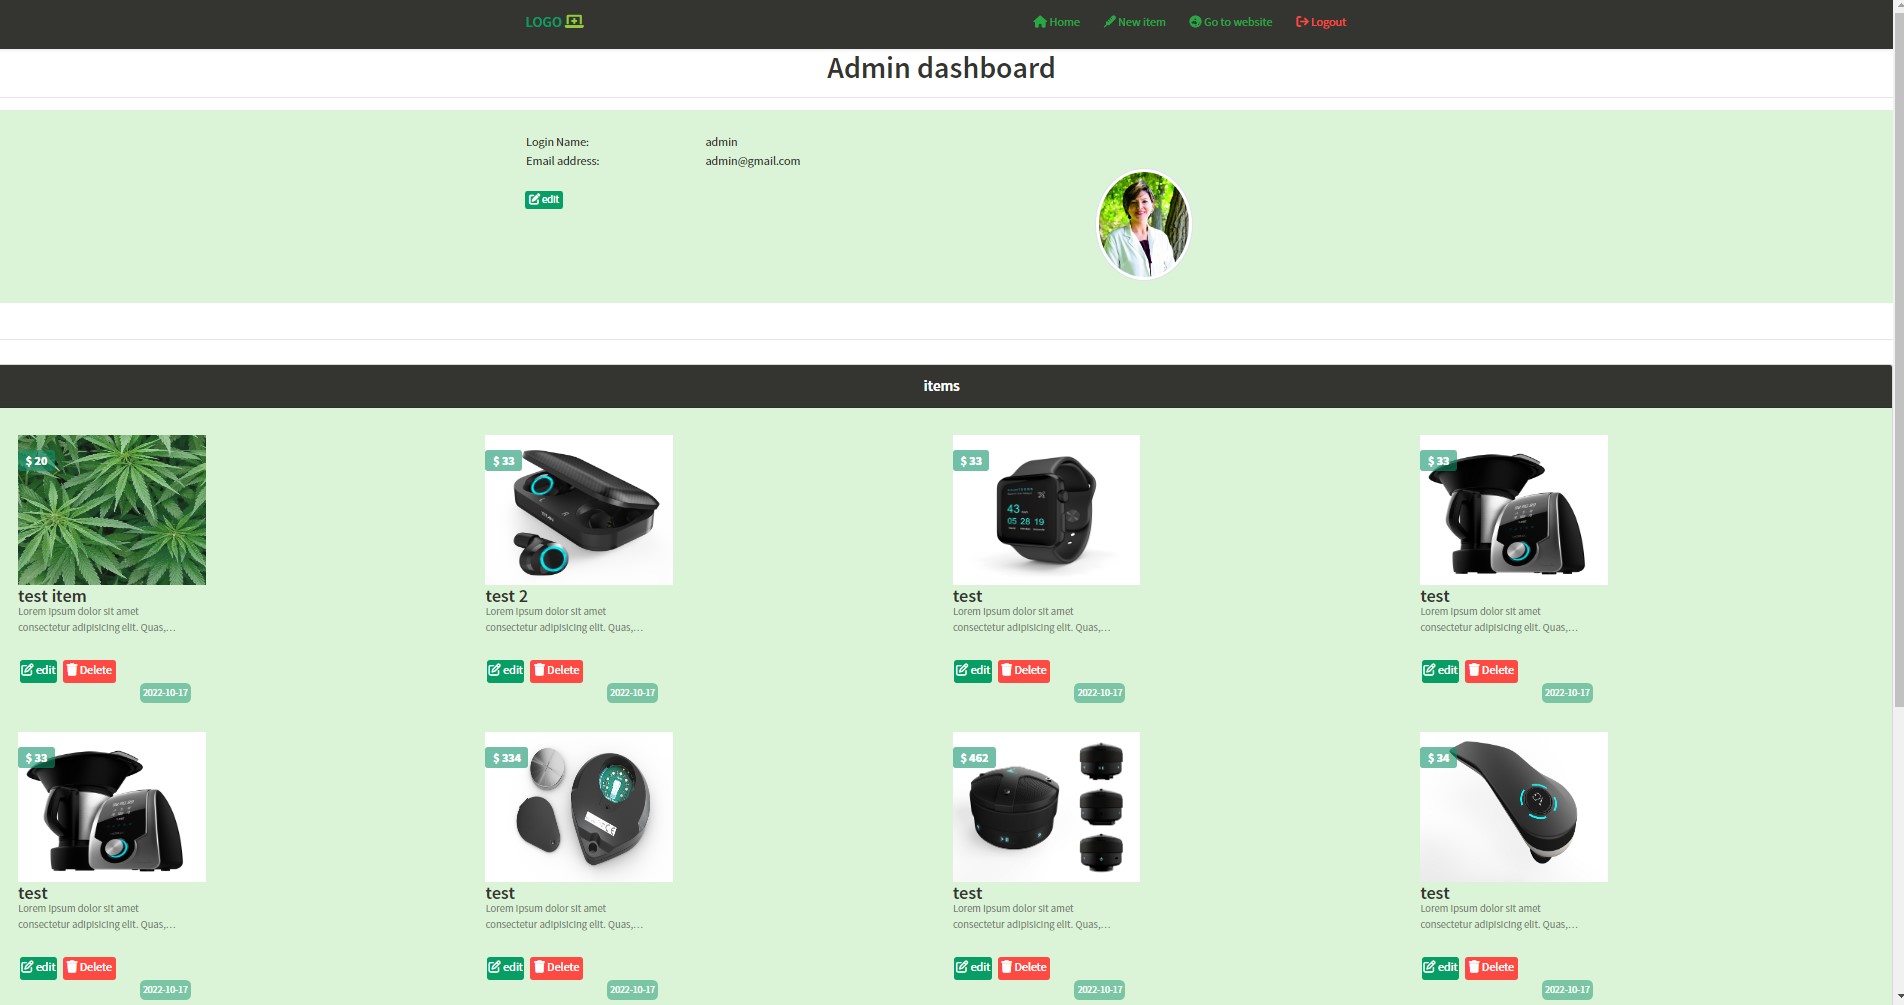 LOGO
Home New item Go to website Logout
Admin dashboard
Login Name: admin
Email address: admin@gmail.com
edit
items
$ 20 $ 33 $ 33 $ 33
43
05 28 19
test item test 2 test test
Lorem ipsum dolor sit amet Lorem ipsum dolor sit amet Lorem ipsum dolor sit amet Lorem ipsum dolor sit amet
consectetur adipisicing elit. Quas,... consectetur adipisicing elit. Quas,... consectetur adipisicing elit. Quas,... consectetur adipisicing elit. Quas,...
edit Delete edit Delete edit Delete edit Delete
2022-10-17 2022-10-17 2022-10-17 2022-10-17
$ 33 $ 334 $ 462 $ 34
CE
test test test test
Lorem ipsum dolor sit amet Lorem ipsum dolor sit amet Lorem ipsum dolor sit amet Lorem ipsum dolor sit amet
consectetur adipisicing elit. Quas,... consectetur adipisicing elit. Quas,... consectetur adipisicing elit. Quas,... consectetur adipisicing elit. Quas,...
edit Delete edit Delete edit Delete edit Delete
2022-10-17 2022-10-17 2022-10-17 2022-10-17